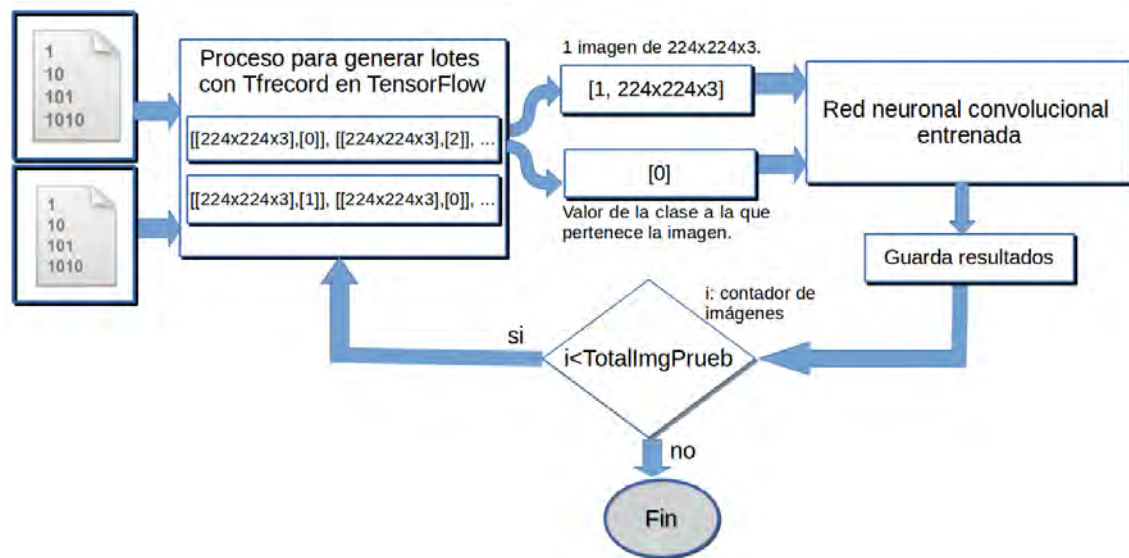 1
10
101
1010
1
10
101
1010
Proceso para generar lotes
con Tfrecord en TensorFlow
[[224x224x3],[0]], [[224x224x3],[2]], ...
[[224x224x3],[1]], [[224x224x3],[0]], ...
1 imagen de 224x224x3.
[1, 224x224x3]
[0]
Valor de la clase a la que
pertenece la imagen.
Red neuronal convolucional
entrenada
Guarda resultados
i: contador de
imágenes
i<TotalImgPrueb
si
no
Fin